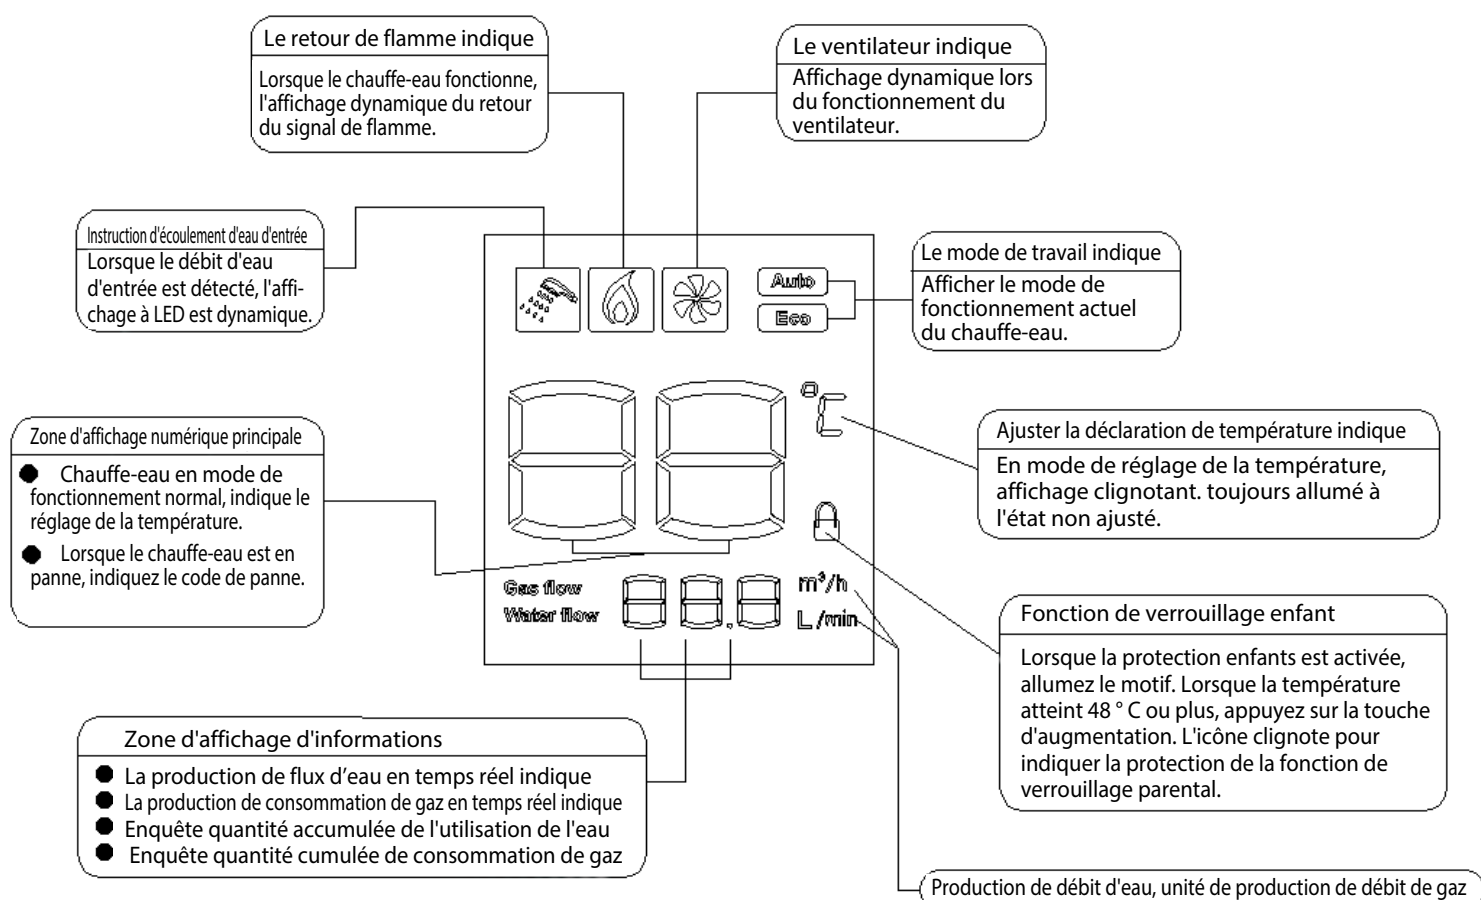 Le retour de flamme indique
Lorsque le chauffe-eau fonctionne,
l'affichage dynamique du retour
du signal de flamme.
Le ventilateur indique
Affichage dynamique lors
du fonctionnement du
ventilateur.
Instruction d'écoulement d'eau d'entrée
Lorsque le débit d'eau
d'entrée est détecté, l'affi-
chage à LED est dynamique.
Le mode de travail indique
Afficher le mode de
fonctionnement actuel
du chauffe-eau.
Auto
Eco
°C
Zone d'affichage numérique principale
● Chauffe-eau en mode de
fonctionnement normal, indique le
réglage de la température.
● Lorsque le chauffe-eau est en
panne, indiquez le code de panne.
Ajuster la déclaration de température indique
En mode de réglage de la température,
affichage clignotant. toujours allumé à
l'état non ajusté.
Gas flow
Water flow
88.8
m³/h
L/min
Fonction de verrouillage enfant
Lorsque la protection enfants est activée,
allumez le motif. Lorsque la température
atteint 48 ° C ou plus, appuyez sur la touche
d'augmentation. L'icône clignote pour
indiquer la protection de la fonction de
verrouillage parental.
Zone d'affichage d'informations
● La production de flux d’eau en temps réel indique
● La production de consommation de gaz en temps réel indique
● Enquête quantité accumulée de l'utilisation de l'eau
● Enquête quantité cumulée de consommation de gaz
Production de débit d'eau, unité de production de débit de gaz